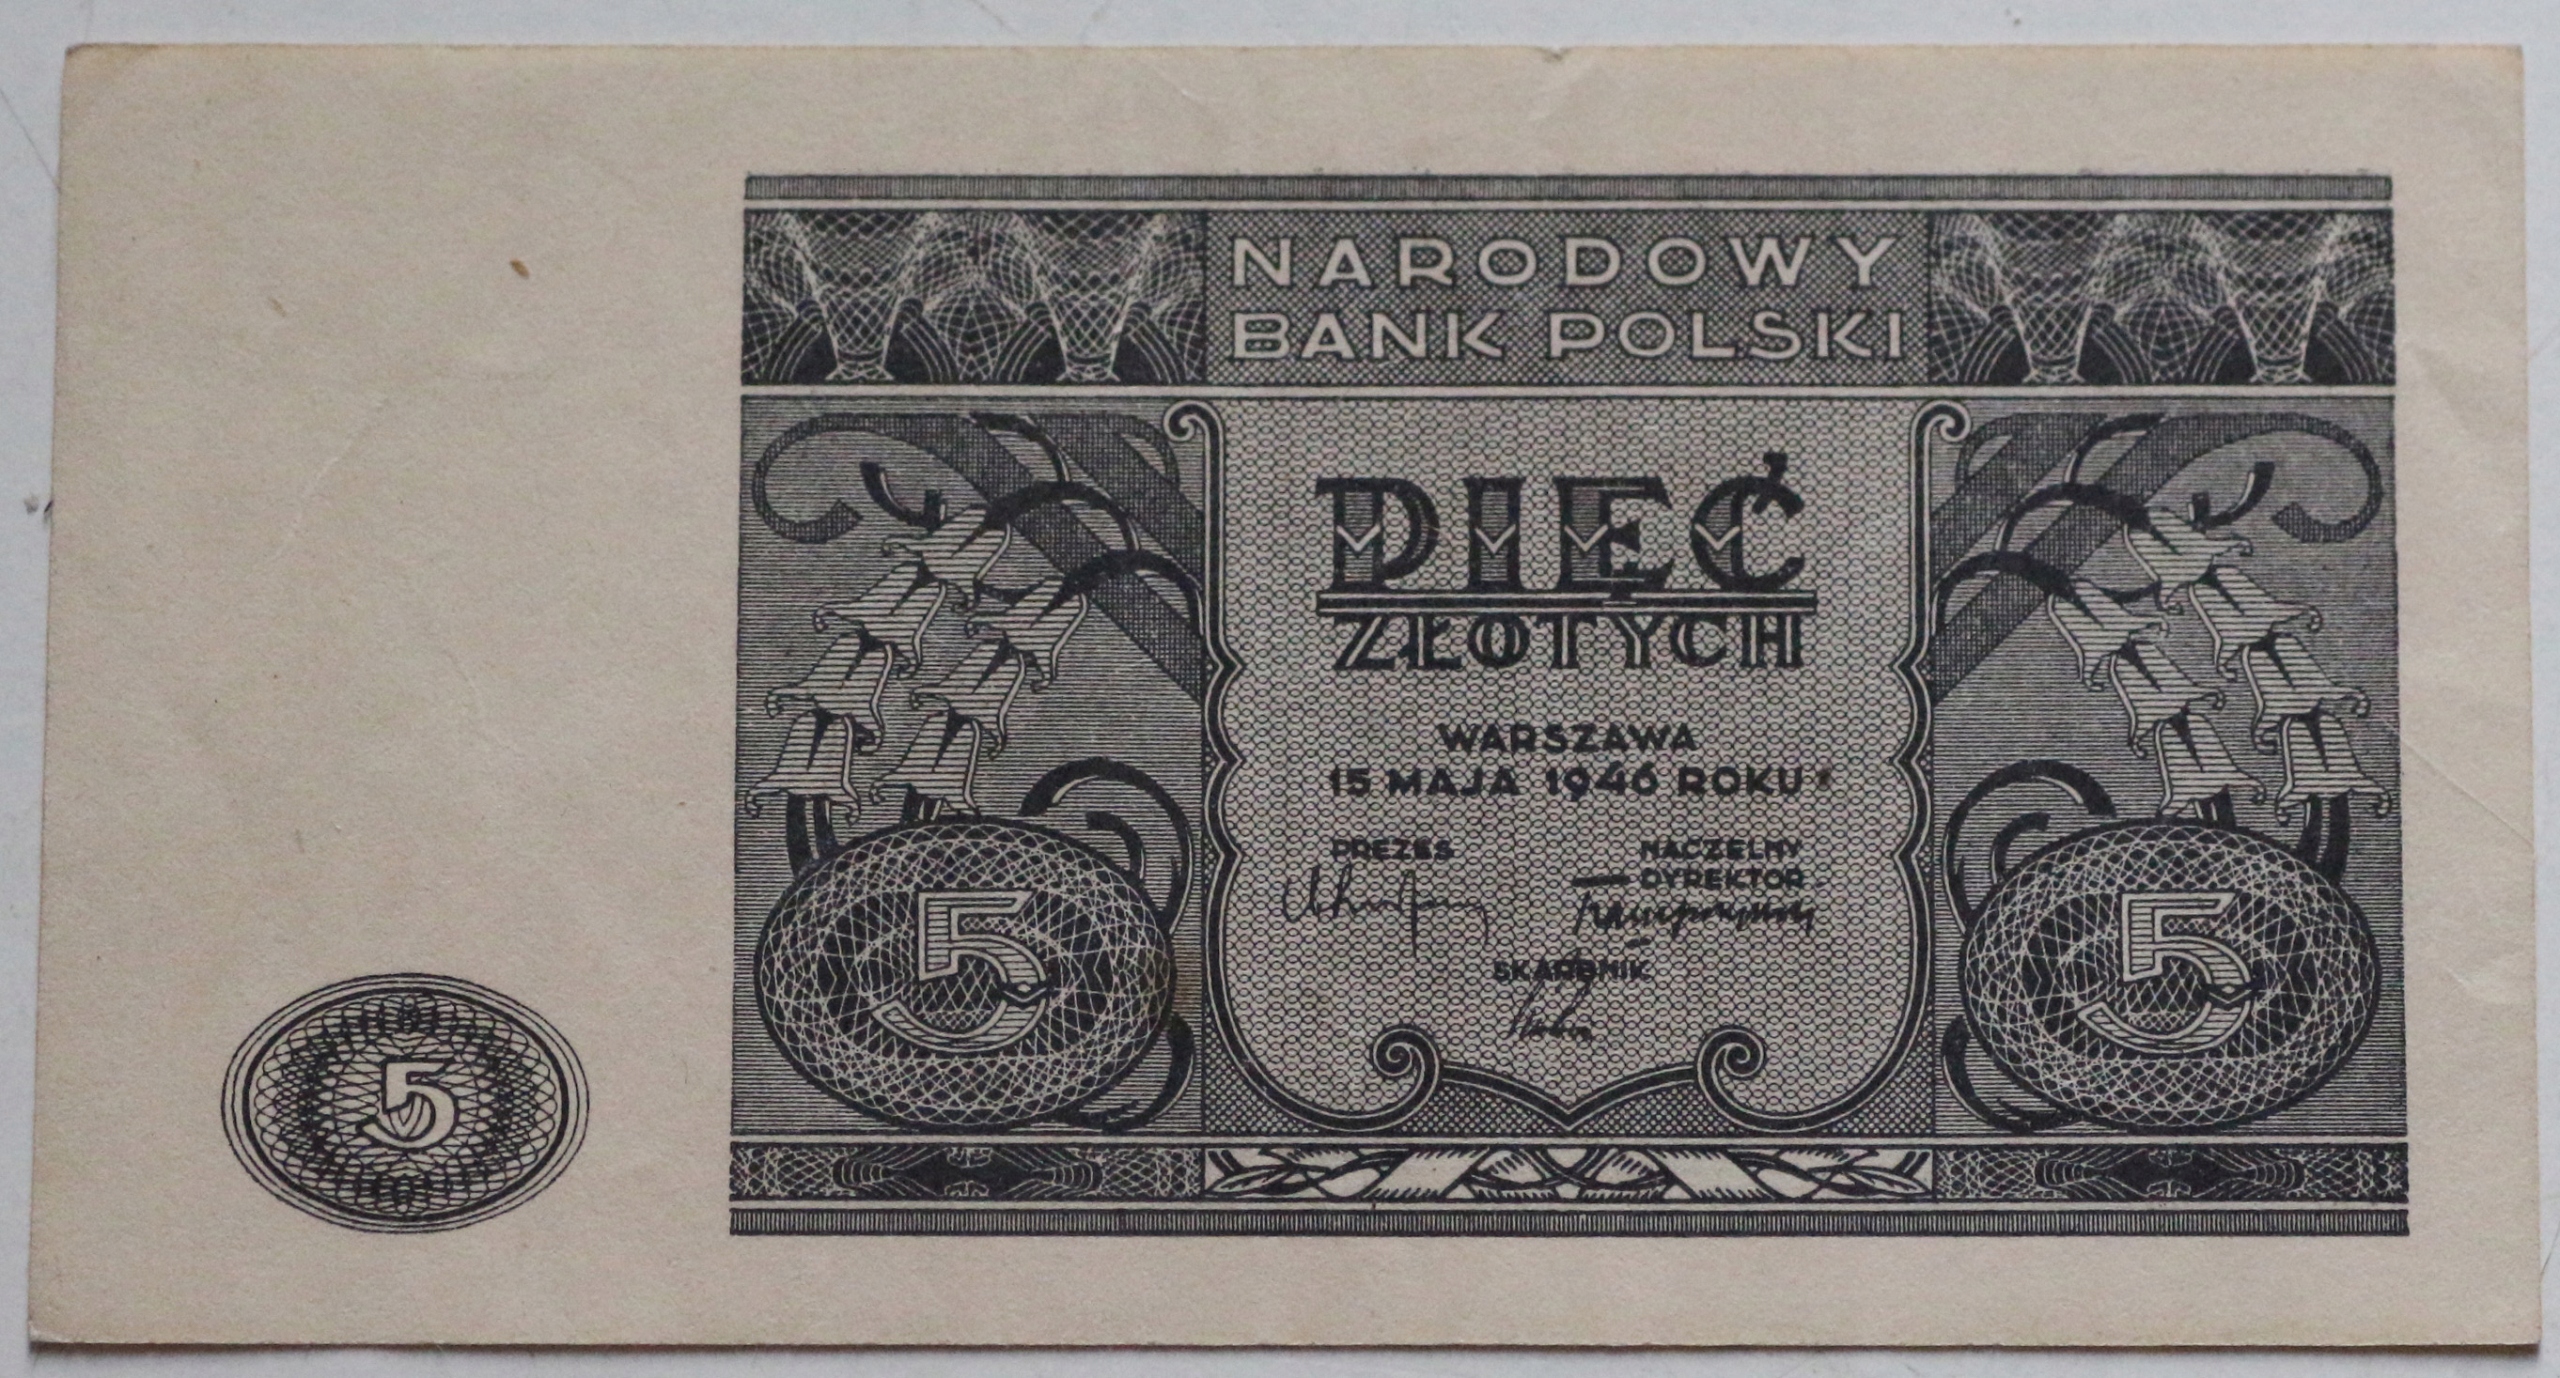 NARODOWY
BANK POLSKI
PIĘĆ
ZŁOTYCH
WARSZAWA
15 MAJA 1946 ROKU
PREZES NACZELNY
DYREKTOR
SKARBNIK
5 5
5